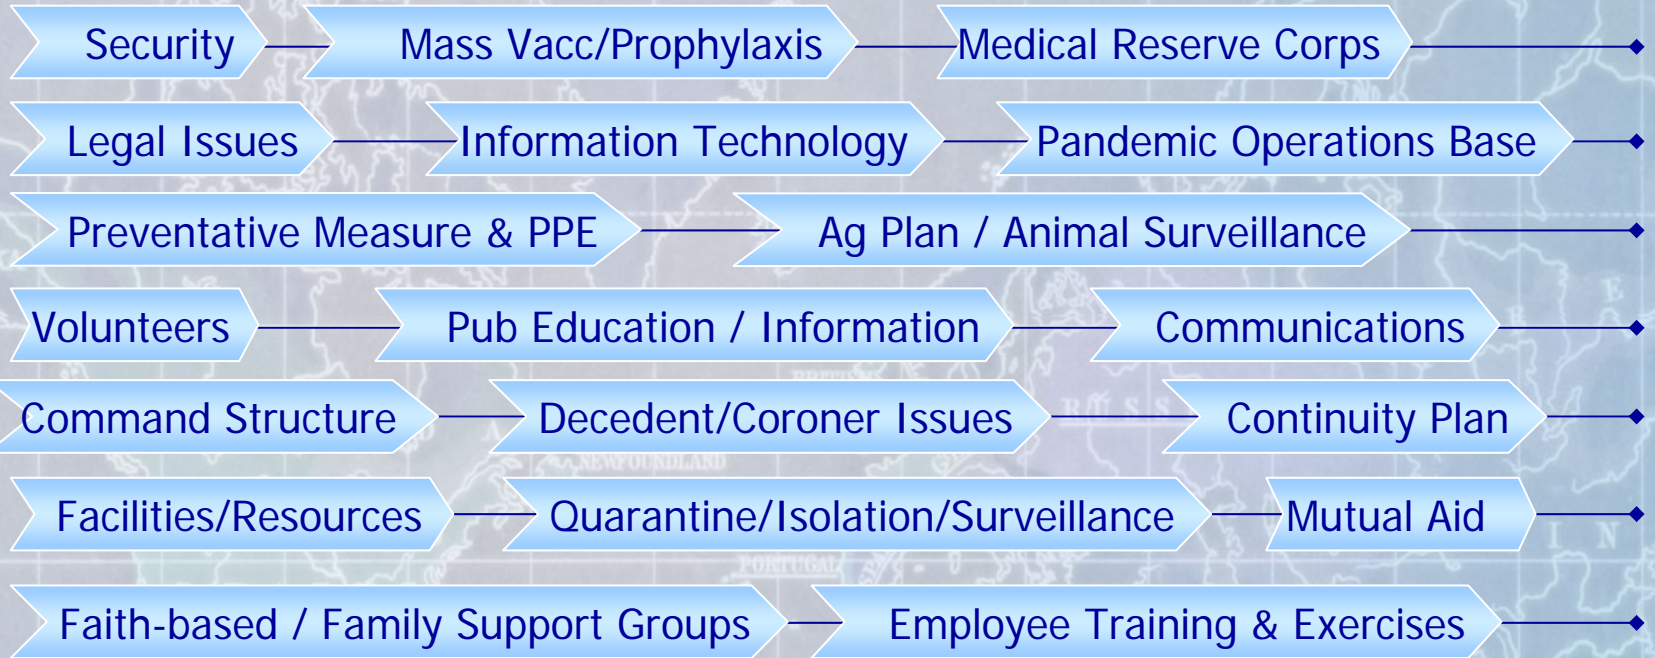 Security Mass Vacc/Prophylaxis Medical Reserve Corps
Legal Issues Information Technology Pandemic Operations Base
Preventative Measure & PPE Ag Plan / Animal Surveillance
Volunteers Pub Education / Information Communications
Command Structure Decedent/Coroner Issues Continuity Plan
NEWFOUNDLAND
Facilities/Resources Quarantine/Isolation/Surveillance Mutual Aid
PORTUGAL
Faith-based / Family Support Groups Employee Training & Exercises